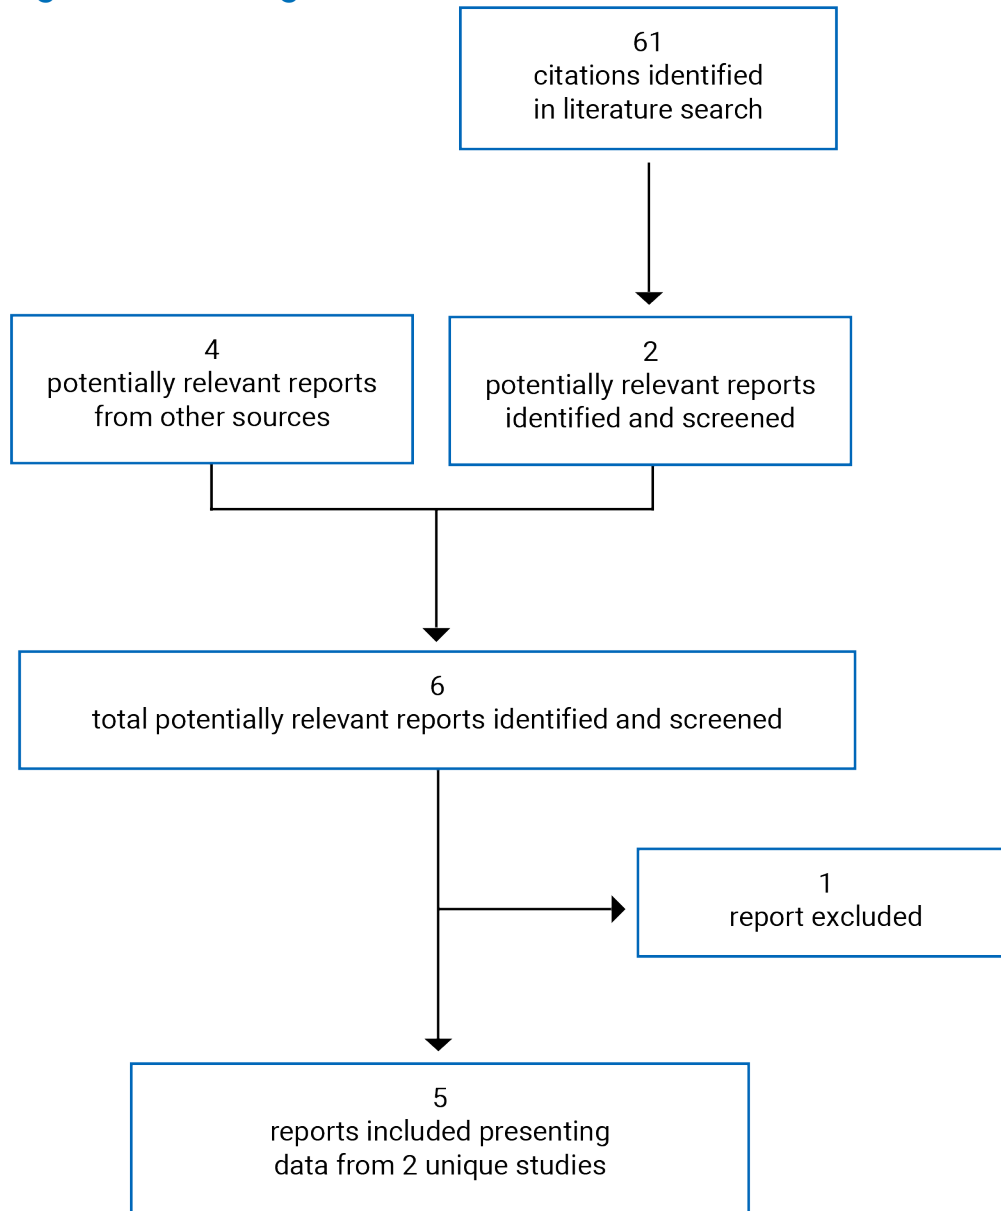 61
citations identified
in literature search
4
potentially relevant reports
from other sources
2
potentially relevant reports
identified and screened
6
total potentially relevant reports identified and screened
1
report excluded
5
reports included presenting
data from 2 unique studies